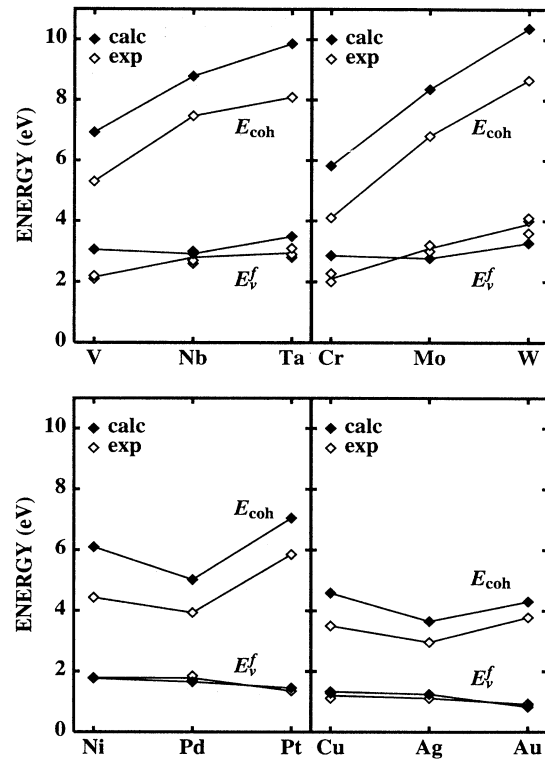 10
8
6
4
2
0
ENERGY (eV)
calc
exp
E_coh
E_v^f
V Nb Ta
calc
exp
E_coh
E_v^f
Cr Mo W
10
8
6
4
2
0
ENERGY (eV)
calc
exp
E_coh
E_v^f
Ni Pd Pt
calc
exp
E_coh
E_v^f
Cu Ag Au